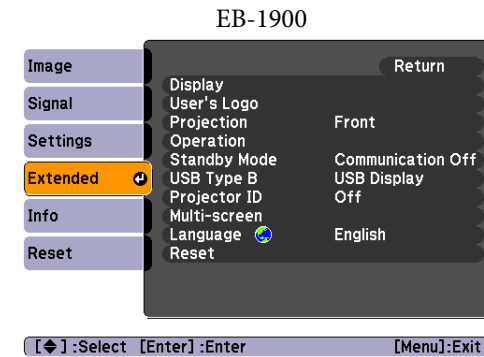 EB-1900
Image
Signal
Settings
Extended
Info
Reset
Return
Display
User's Logo
Projection Front
Operation
Standby Mode Communication Off
USB Type B USB Display
Projector ID Off
Multi-screen
Language English
Reset
[◆] :Select [Enter] :Enter [Menu]:Exit